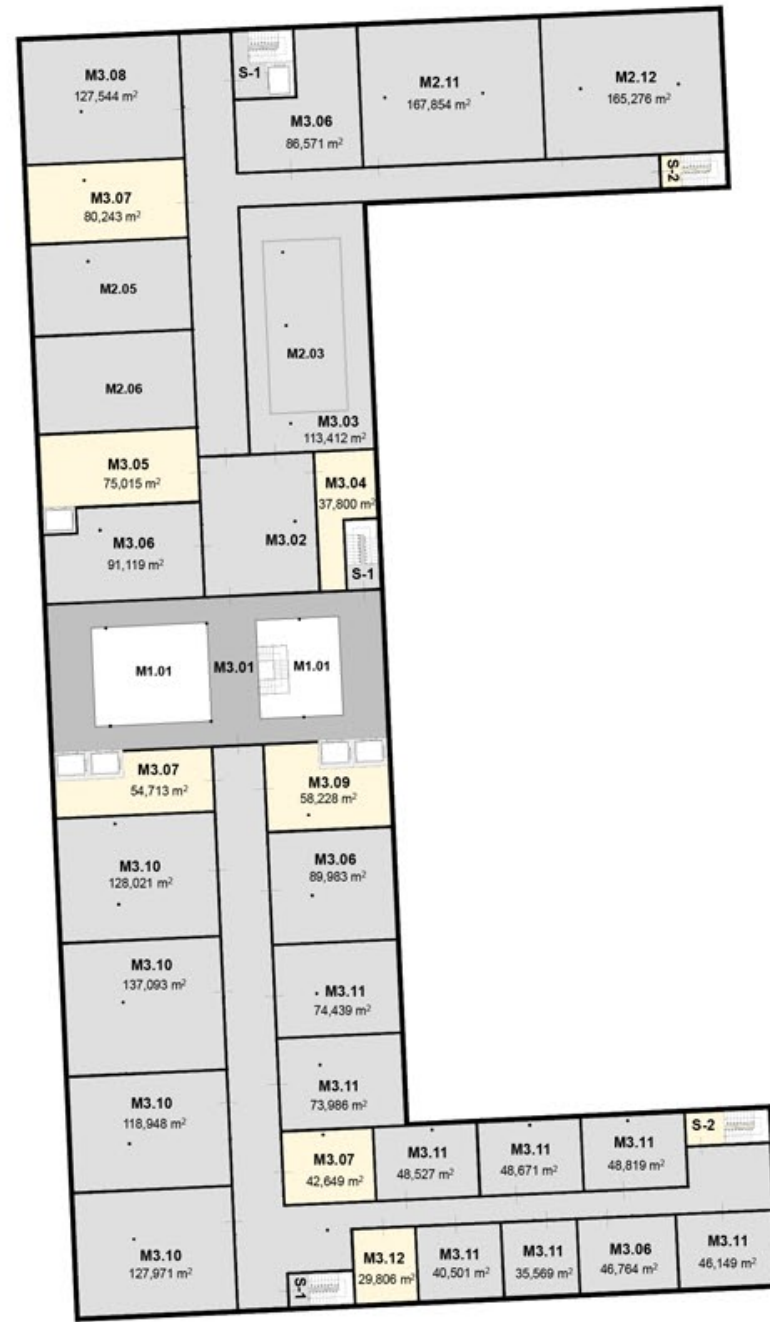 M3.08
127,544 m²
S-1
M3.06
86,571 m²
M2.11
167,854 m²
M2.12
165,276 m²
S-2
M3.07
80,243 m²
M2.05
M2.03
M2.06
M3.03
113,412 m²
M3.05
75,015 m²
M3.04
37,800 m²
M3.06
91,119 m²
M3.02
S-1
M1.01
M3.01
M1.01
M3.07
54,713 m²
M3.09
58,228 m²
M3.10
128,021 m²
M3.06
89,983 m²
M3.10
137,093 m²
M3.11
74,439 m²
M3.11
73,986 m²
M3.10
118,948 m²
M3.07
42,649 m²
M3.11
48,527 m²
M3.11
48,671 m²
M3.11
48,819 m²
S-2
M3.10
127,971 m²
S-1
M3.12
29,806 m²
M3.11
40,501 m²
M3.11
35,569 m²
M3.06
46,764 m²
M3.11
46,149 m²